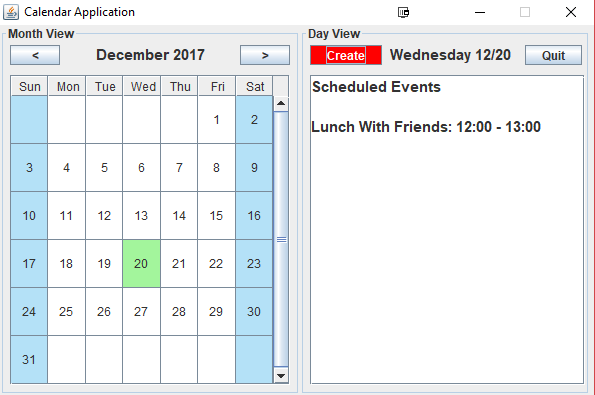 Calendar Application
Month View
< December 2017 >
Sun Mon Tue Wed Thu Fri Sat
1 2
3 4 5 6 7 8 9
10 11 12 13 14 15 16
17 18 19 20 21 22 23
24 25 26 27 28 29 30
31
Day View
Create Wednesday 12/20 Quit
Scheduled Events
Lunch With Friends: 12:00 - 13:00